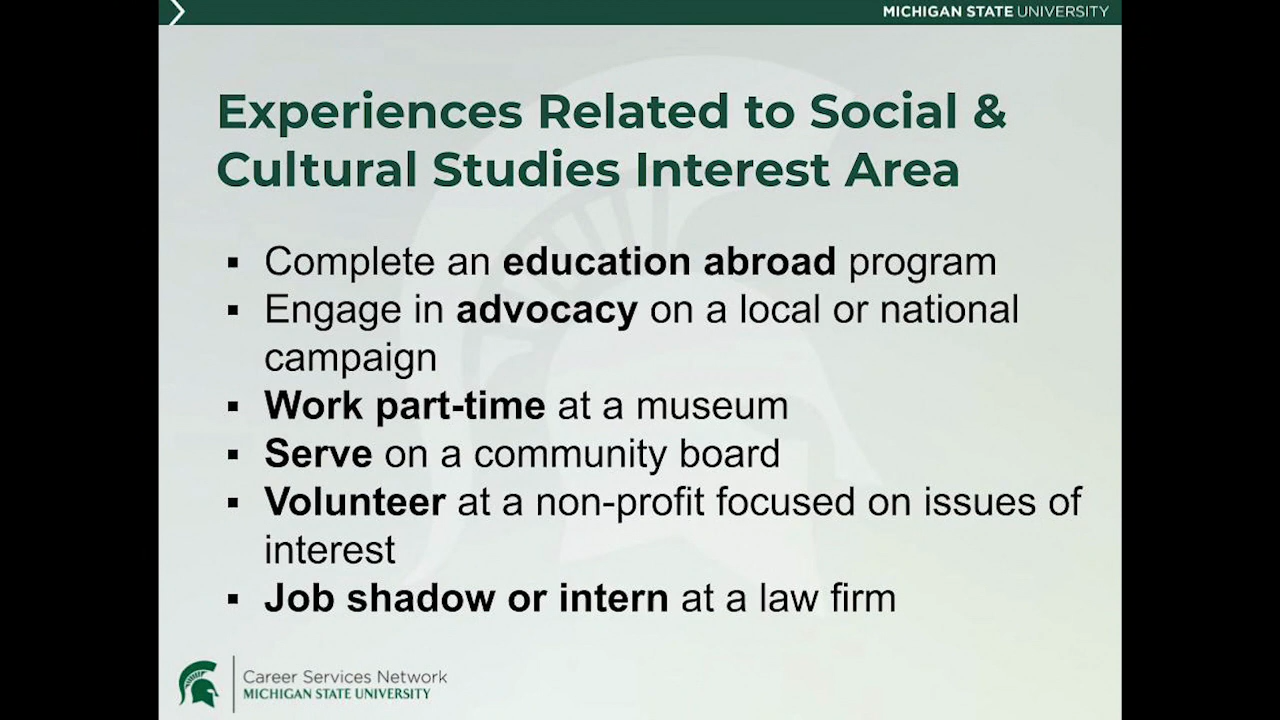 MICHIGAN STATE UNIVERSITY
Experiences Related to Social &
Cultural Studies Interest Area
▪ Complete an education abroad program
▪ Engage in advocacy on a local or national
campaign
▪ Work part-time at a museum
▪ Serve on a community board
▪ Volunteer at a non-profit focused on issues of
interest
▪ Job shadow or intern at a law firm
Career Services Network
MICHIGAN STATE UNIVERSITY